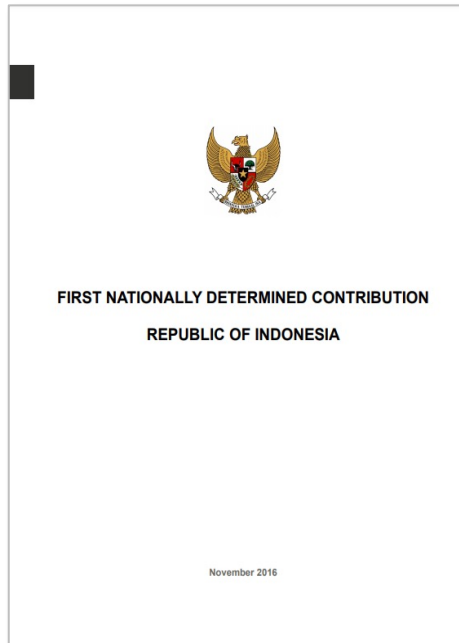 FIRST NATIONALLY DETERMINED CONTRIBUTION
REPUBLIC OF INDONESIA
November 2016